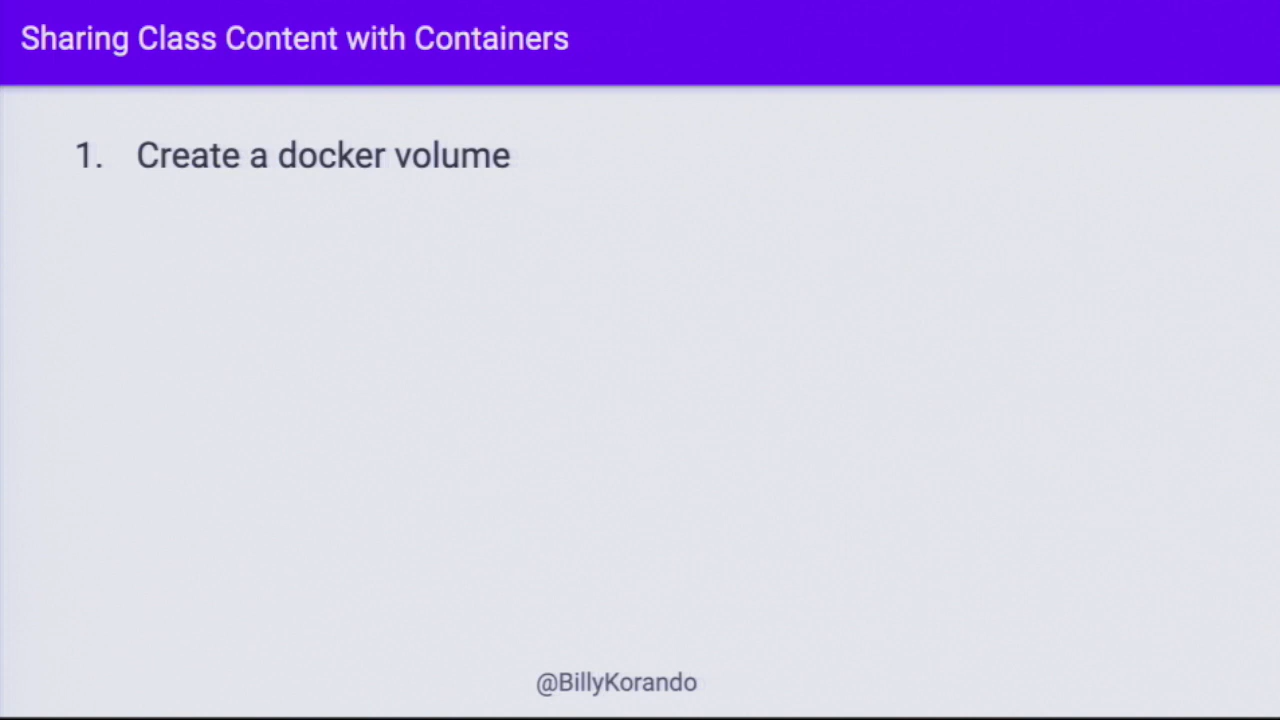 Sharing Class Content with Containers
1. Create a docker volume
@BillyKorando